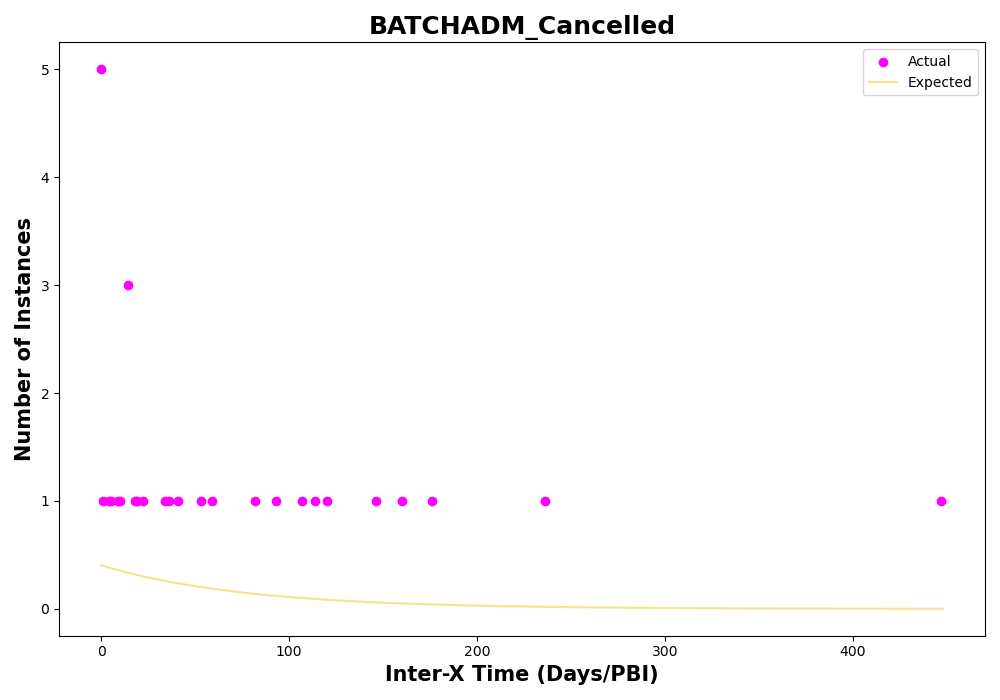 BATCHADM_Cancelled
Actual
Expected
Number of Instances
5
4
3
2
1
0
0
100
200
300
400
Inter-X Time (Days/PBI)